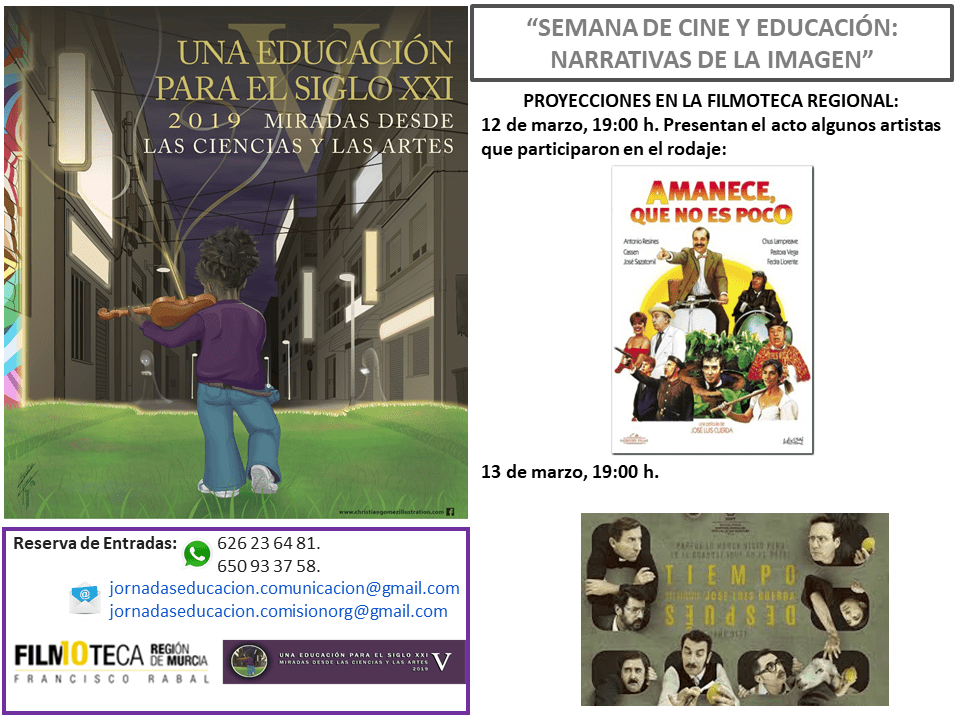 V
UNA EDUCACIÓN
PARA EL SIGLO XXI
2019 MIRADAS DESDE
LAS CIENCIAS Y LAS ARTES
www.christiangomezillustration.com
Reserva de Entradas:
626 23 64 81.
650 93 37 58.
jornadaseducacion.comunicacion@gmail.com
jornadaseducacion.comisionorg@gmail.com
FILMOTECA REGIÓN
DE MURCIA
FRANCISCO RABAL
UNA EDUCACIÓN PARA EL SIGLO XXI
MIRADAS DESDE LAS CIENCIAS Y LAS ARTES
2019
V
“SEMANA DE CINE Y EDUCACIÓN:
NARRATIVAS DE LA IMAGEN”
PROYECCIONES EN LA FILMOTECA REGIONAL:
12 de marzo, 19:00 h. Presentan el acto algunos artistas
que participaron en el rodaje:
AMANECE,
QUE NO ES POCO
Antonio Resines
Cassen
José Sazatornil
Chus Lampreave
Pastora Vega
Fedra Llorente
una película de
JOSÉ LUIS CUERDA
13 de marzo, 19:00 h.
TIEMPO
JOSÉ LUIS CUERDA
DESPUÉS